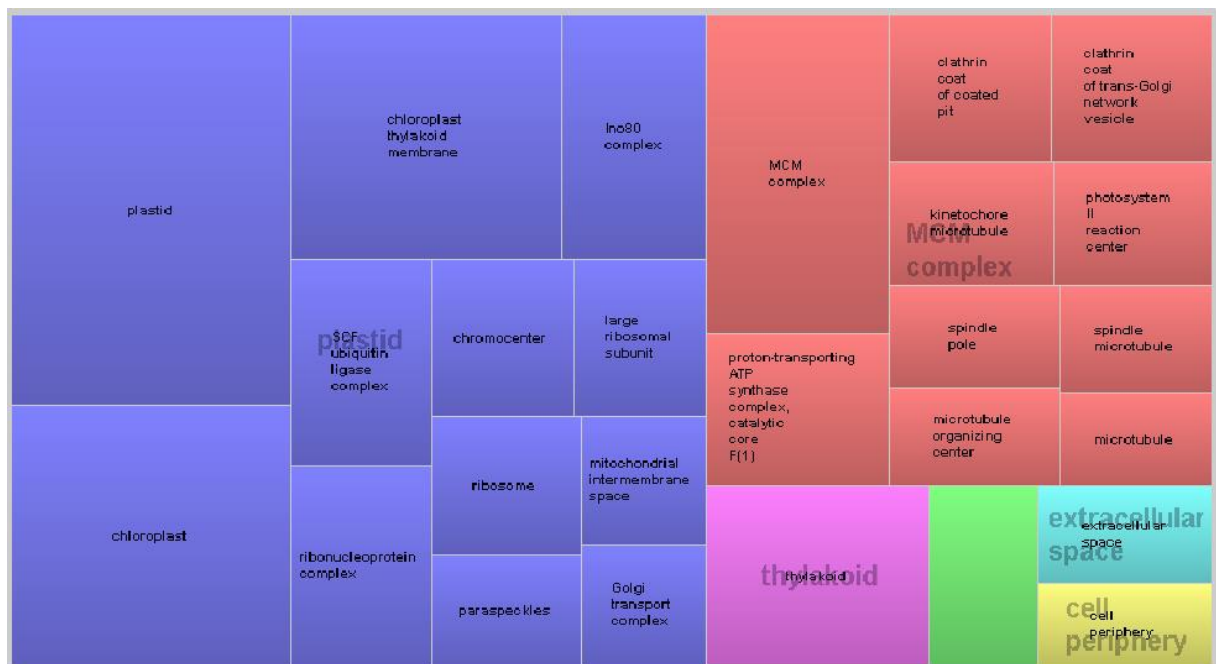 plastid
chloroplast
chloroplast
thylakoid
membrane
Ino80
complex
plastid
SCF
ubiquitin
ligase
complex
chromocenter
large
ribosomal
subunit
ribonucleoprotein
complex
ribosome
mitochondrial
intermembrane
space
paraspeckles
Golgi
transport
complex
MCM
complex
proton-transporting
ATP
synthase
complex,
catalytic
core
F(1)
clathrin
coat
of coated
pit
clathrin
coat
of trans-Golgi
network
vesicle
MCM
complex
kinetochore
microtubule
photosystem
II
reaction
center
spindle
pole
spindle
microtubule
microtubule
organizing
center
microtubule
thylakoid
thylakoid
extracellular
space
extracellular
space
cell
periphery
cell
periphery